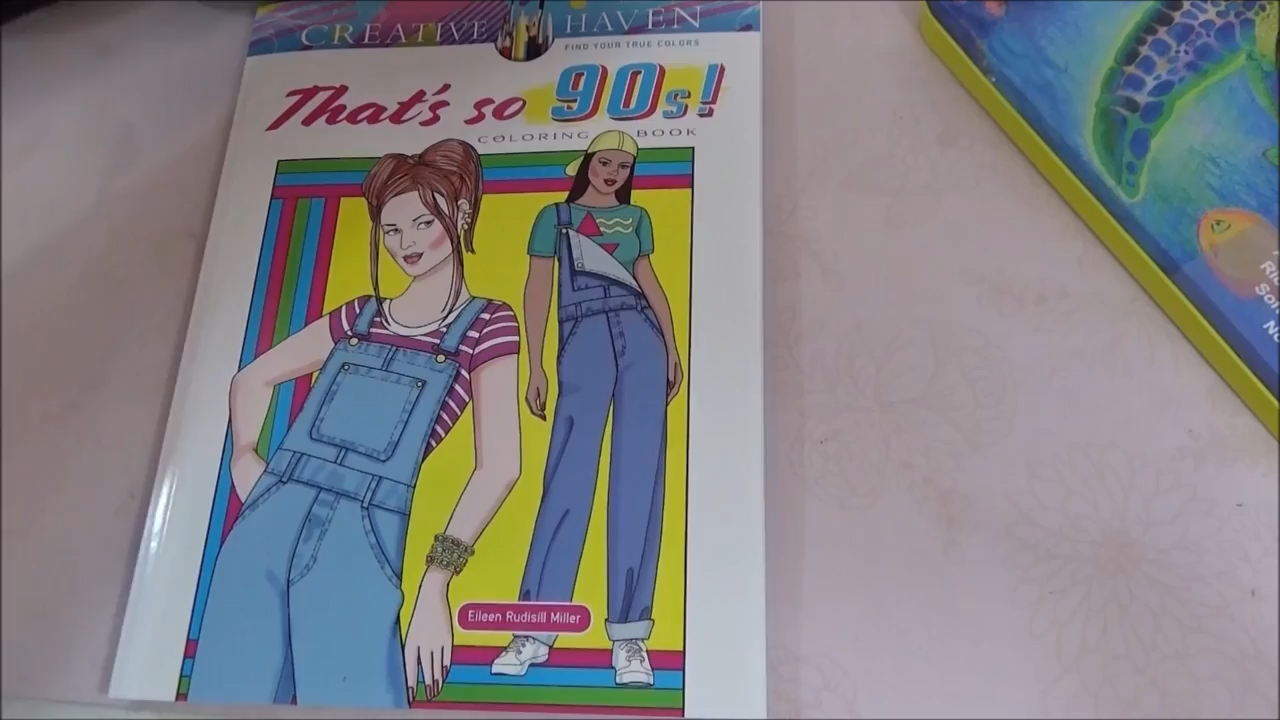 CREATIVE HAVEN
FIND YOUR TRUE COLORS
That's so 90s!
COLORING BOOK
Eileen Rudisill Miller